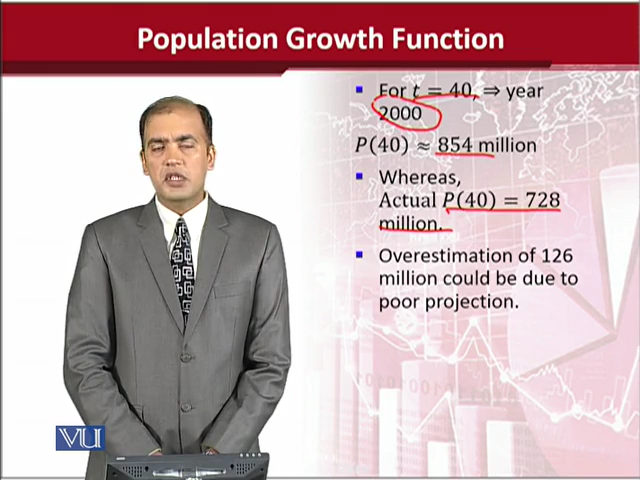 Population Growth Function
▪ For t = 40, ⇒ year
2000
P(40) ≈ 854 million
▪ Whereas,
Actual P(40) = 728
million.
▪ Overestimation of 126
million could be due to
poor projection.
VU